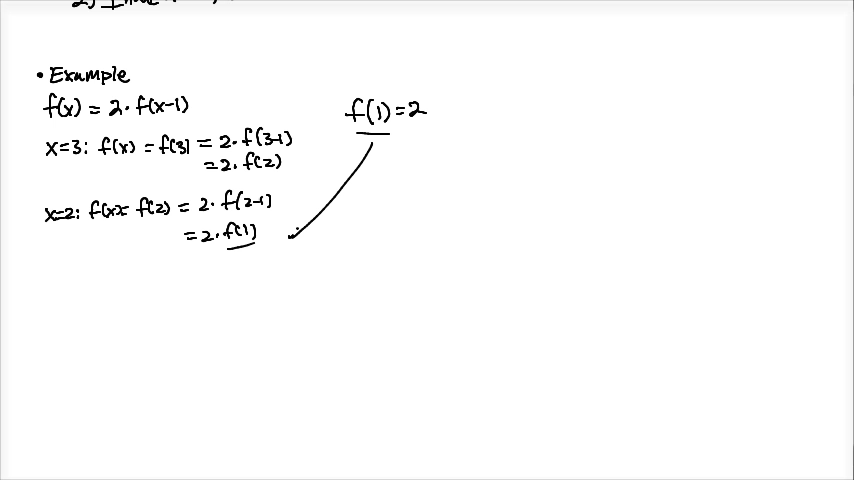 2)
• Example
f(x) = 2 · f(x-1)
f(1) = 2
x=3: f(x) = f(3) = 2 · f(3-1)
= 2 · f(2)
x=2: f(x) = f(2) = 2 · f(2-1)
= 2 · f(1)